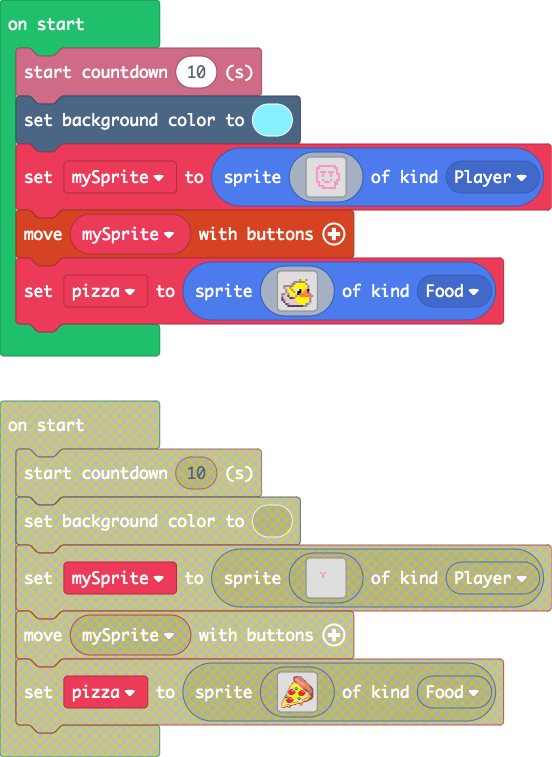 on start
start countdown 10 (s)
set background color to
set mySprite to sprite of kind Player
move mySprite with buttons
set pizza to sprite of kind Food
on start
start countdown 10 (s)
set background color to
set mySprite to sprite of kind Player
move mySprite with buttons
set pizza to sprite of kind Food